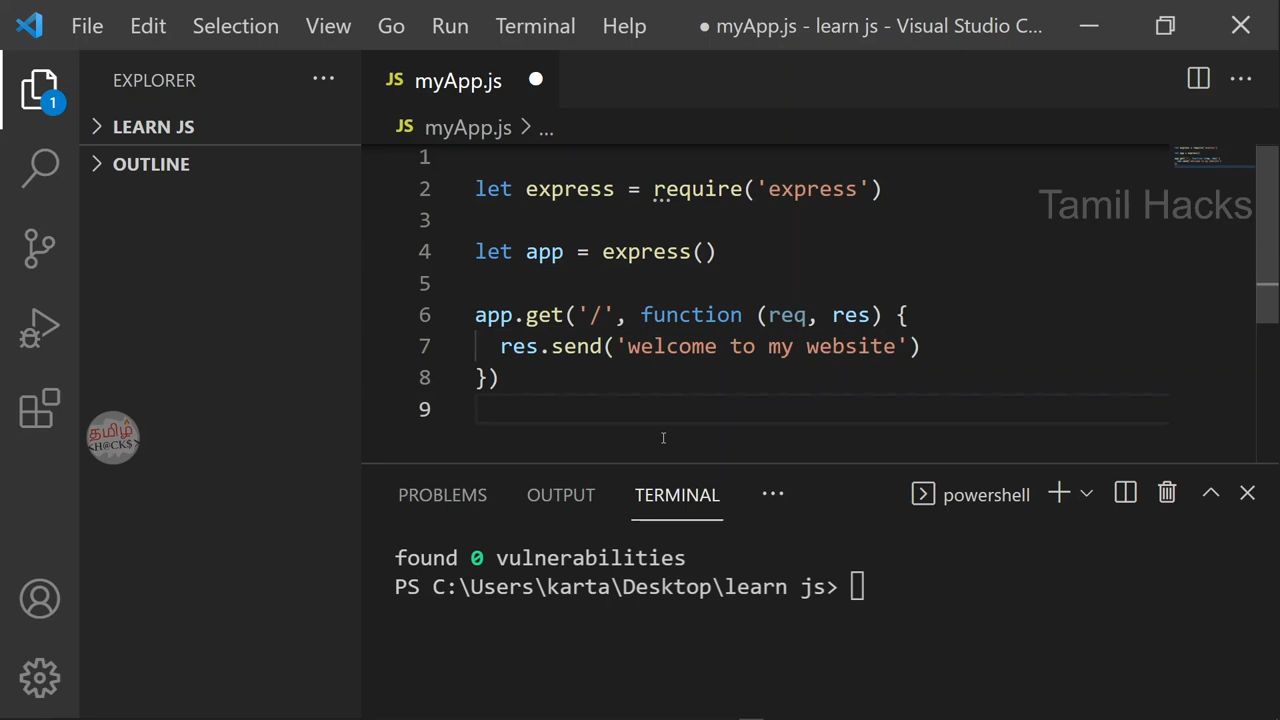 File Edit Selection View Go Run Terminal Help ● myApp.js - learn js - Visual Studio C...
EXPLORER ...
JS myApp.js
1
LEARN JS
OUTLINE
JS myApp.js > ...
Tamil Hacks
1
2 let express = require('express')
3
4 let app = express()
5
6 app.get('/', function (req, res) {
7 res.send('welcome to my website')
8 })
9
தமிழ்
<H@CK$>
PROBLEMS OUTPUT TERMINAL ... powershell
found 0 vulnerabilities
PS C:\Users\karta\Desktop\learn js>